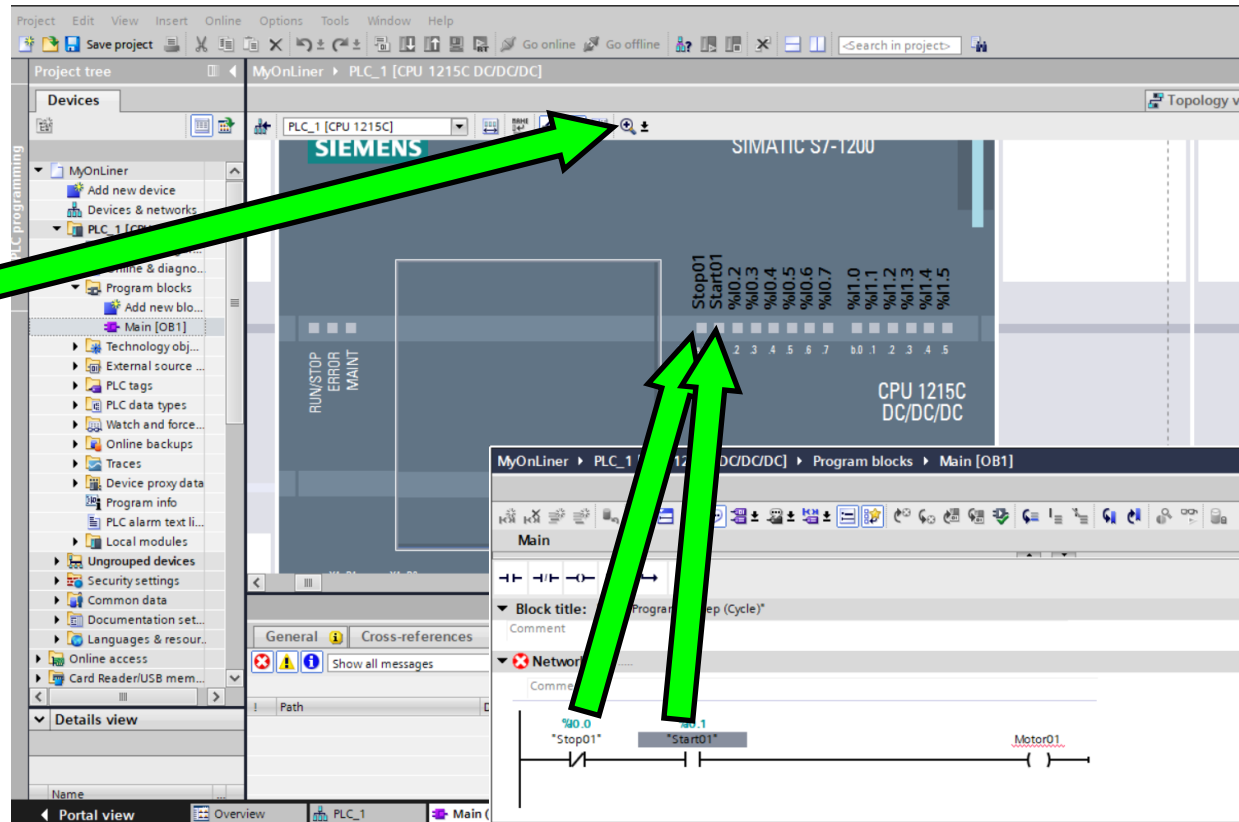 Project Edit View Insert Online Options Tools Window Help
Save project Go online Go offline <Search in project>
Project tree
MyOnLiner PLC_1 [CPU 1215C DC/DC/DC]
Devices
Topology v
PLC_1 [CPU 1215C]
PLC programming
MyOnLiner
Add new device
Devices & networks
PLC_1 [CPU
Online & diagno...
Program blocks
Add new blo...
Main [OB1]
Technology obj...
External source ...
PLC tags
PLC data types
Watch and force...
Online backups
Traces
Device proxy data
Program info
PLC alarm text li...
Local modules
Ungrouped devices
Security settings
Common data
Documentation set...
Languages & resour..
Online access
Card Reader/USB mem...
Details view
Name
SIEMENS
SIMATIC S7-1200
Stop01
Start01
%I0.2
%I0.3
%I0.4
%I0.5
%I0.6
%I0.7
%I1.0
%I1.1
%I1.2
%I1.3
%I1.4
%I1.5
.2 .3 .4 .5 .6 .7 b.0 .1 .2 .3 .4 .5
RUN/STOP
ERROR
MAINT
CPU 1215C
DC/DC/DC
General Cross-references
Show all messages
! Path
MyOnLiner PLC_1 DC/DC/DC] Program blocks Main [OB1]
Main
Block title: (Cycle)"
Comment
%I0.0
"Stop01" "Start01" Motor01
Portal view Overview PLC_1 Main (